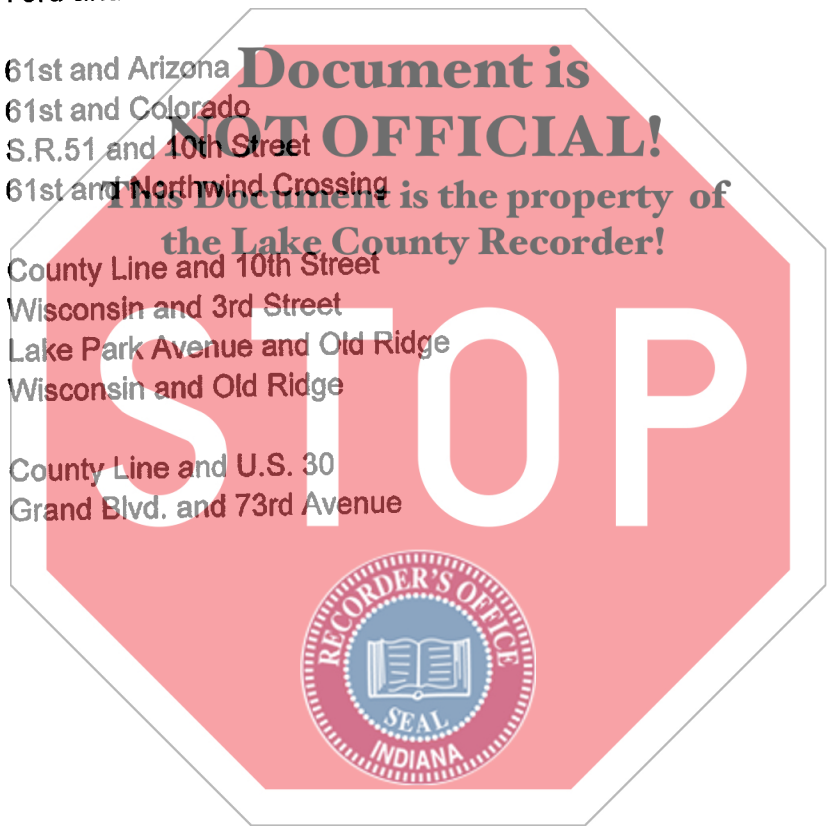 61st and Arizona
61st and Colorado
S.R.51 and 10th Street
61st and Northwind Crossing
County Line and 10th Street
Wisconsin and 3rd Street
Lake Park Avenue and Old Ridge
Wisconsin and Old Ridge
County Line and U.S. 30
Grand Blvd. and 73rd Avenue
Document is
NOT OFFICIAL!
This Document is the property of
the Lake County Recorder!
STOP
RECORDER'S OFFICE
SEAL
INDIANA